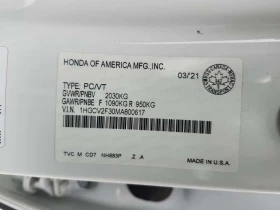 HONDA OF AMERICA MFG., INC.
03/21
TYPE: PC/VT
GVWR/PNBV 2030KG
GAWR/PNBE F 1090KG R 950KG
V.I.N. 1HGCV2F30MA800617
TVC M CD7 NH883P Z A
MADE IN U.S.A.